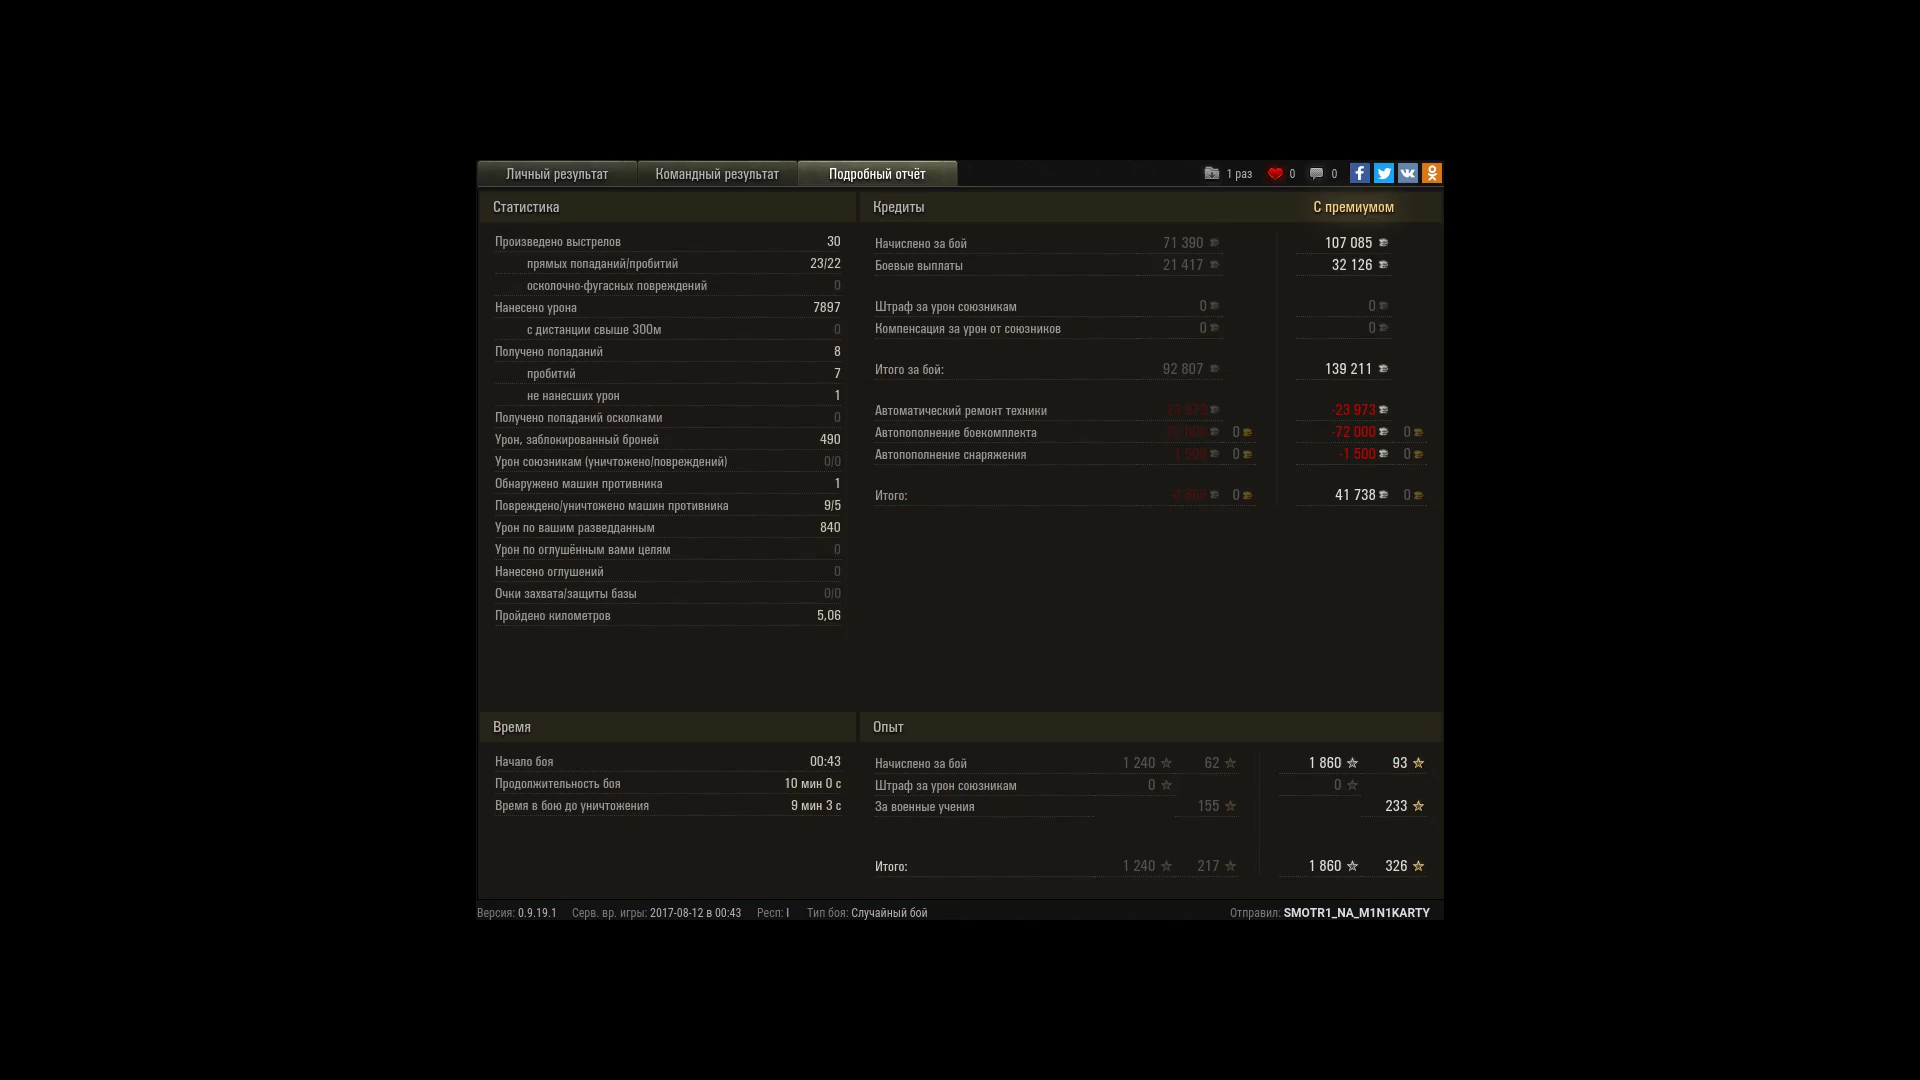 Личный результат Командный результат Подробный отчёт 1 раз 0 0
Статистика
Произведено выстрелов 30
прямых попаданий/пробитий 23/22
осколочно-фугасных повреждений 0
Нанесено урона 7897
с дистанции свыше 300м 0
Получено попаданий 8
пробитий 7
не нанесших урон 1
Получено попаданий осколками 0
Урон, заблокированный броней 490
Урон союзникам (уничтожено/повреждений) 0/0
Обнаружено машин противника 1
Повреждено/уничтожено машин противника 9/5
Урон по вашим разведданным 840
Урон по оглушённым вами целям 0
Нанесено оглушений 0
Очки захвата/защиты базы 0/0
Пройдено километров 5,06
Кредиты С премиумом
Начислено за бой 71 390 107 085
Боевые выплаты 21 417 32 126
Штраф за урон союзникам 0 0
Компенсация за урон от союзников 0 0
Итого за бой: 92 807 139 211
Автоматический ремонт техники -23 973
Автопополнение боекомплекта 0 -72 000 0
Автопополнение снаряжения 0 -1 500 0
Итого: 0 41 738 0
Время
Начало боя 00:43
Продолжительность боя 10 мин 0 с
Время в бою до уничтожения 9 мин 3 с
Опыт
Начислено за бой 1 240 62 1 860 93
Штраф за урон союзникам 0 0
За военные учения 155 233
Итого: 1 240 217 1 860 326
Версия: 0.9.19.1 Серв. вр. игры: 2017-08-12 в 00:43 Респ: I Тип боя: Случайный бой Отправил: SMOTR1_NA_M1N1KARTY